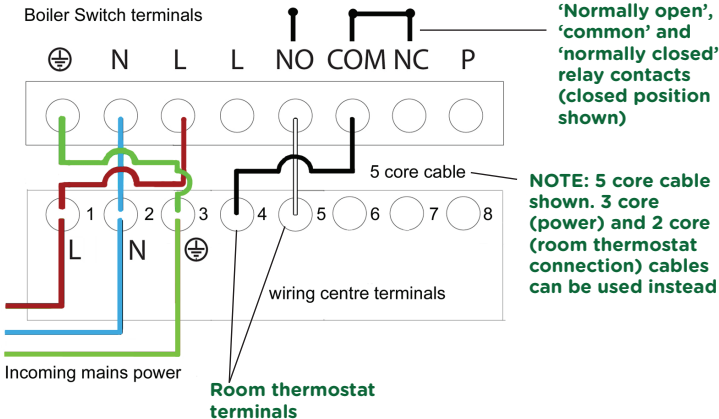 Boiler Switch terminals
N L L NO COM NC P
'Normally open',
'common' and
'normally closed'
relay contacts
(closed position
shown)
5 core cable
NOTE: 5 core cable
shown. 3 core
(power) and 2 core
(room thermostat
connection) cables
can be used instead
1 2 3 4 5 6 7 8
L N
wiring centre terminals
Incoming mains power
Room thermostat
terminals